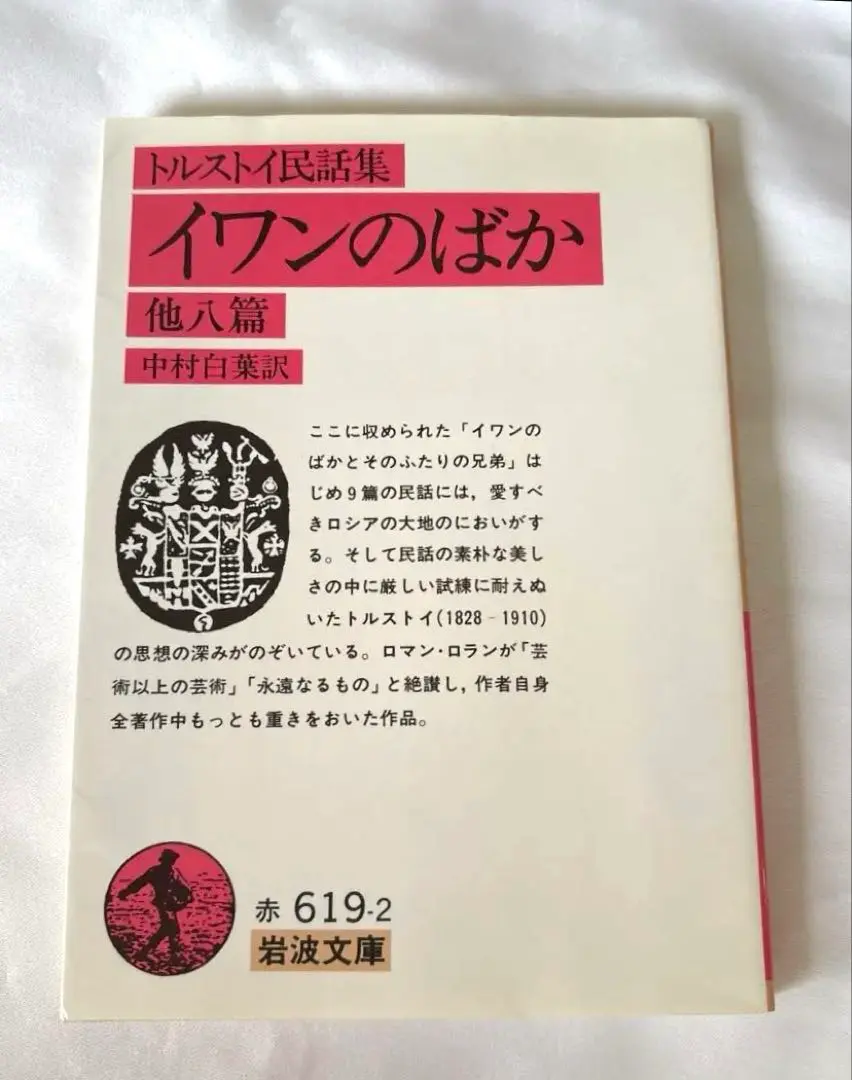 トルストイ民話集
イワンのばか
他八篇
中村白葉訳
ここに収められた「イワンの
ばかとそのふたりの兄弟」は
じめ9篇の民話には，愛すべ
きロシアの大地のにおいがす
る。そして民話の素朴な美し
さの中に厳しい試練に耐えぬ
いたトルストイ(1828‐1910)
の思想の深みがのぞいている。ロマン・ロランが「芸
術以上の芸術」「永遠なるもの」と絶讃し，作者自身
全著作中もっとも重きをおいた作品。
赤 619-2
岩波文庫